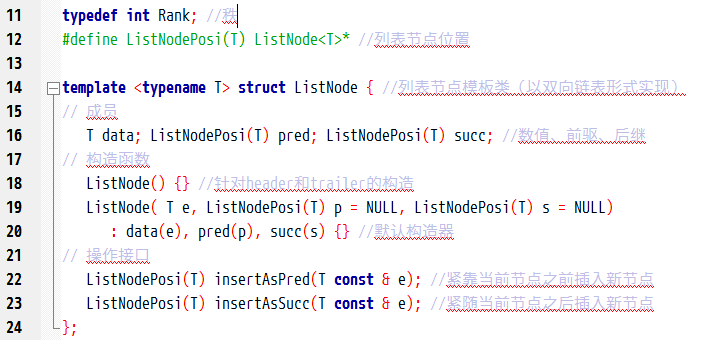 11 typedef int Rank; //秩
12 #define ListNodePosi(T) ListNode<T>* //列表节点位置
13
14 template <typename T> struct ListNode { //列表节点模板类（以双向链表形式实现）
15 // 成员
16 T data; ListNodePosi(T) pred; ListNodePosi(T) succ; //数值、前驱、后继
17 // 构造函数
18 ListNode() {} //针对header和trailer的构造
19 ListNode( T e, ListNodePosi(T) p = NULL, ListNodePosi(T) s = NULL)
20 : data(e), pred(p), succ(s) {} //默认构造器
21 // 操作接口
22 ListNodePosi(T) insertAsPred(T const & e); //紧靠当前节点之前插入新节点
23 ListNodePosi(T) insertAsSucc(T const & e); //紧随当前节点之后插入新节点
24 };